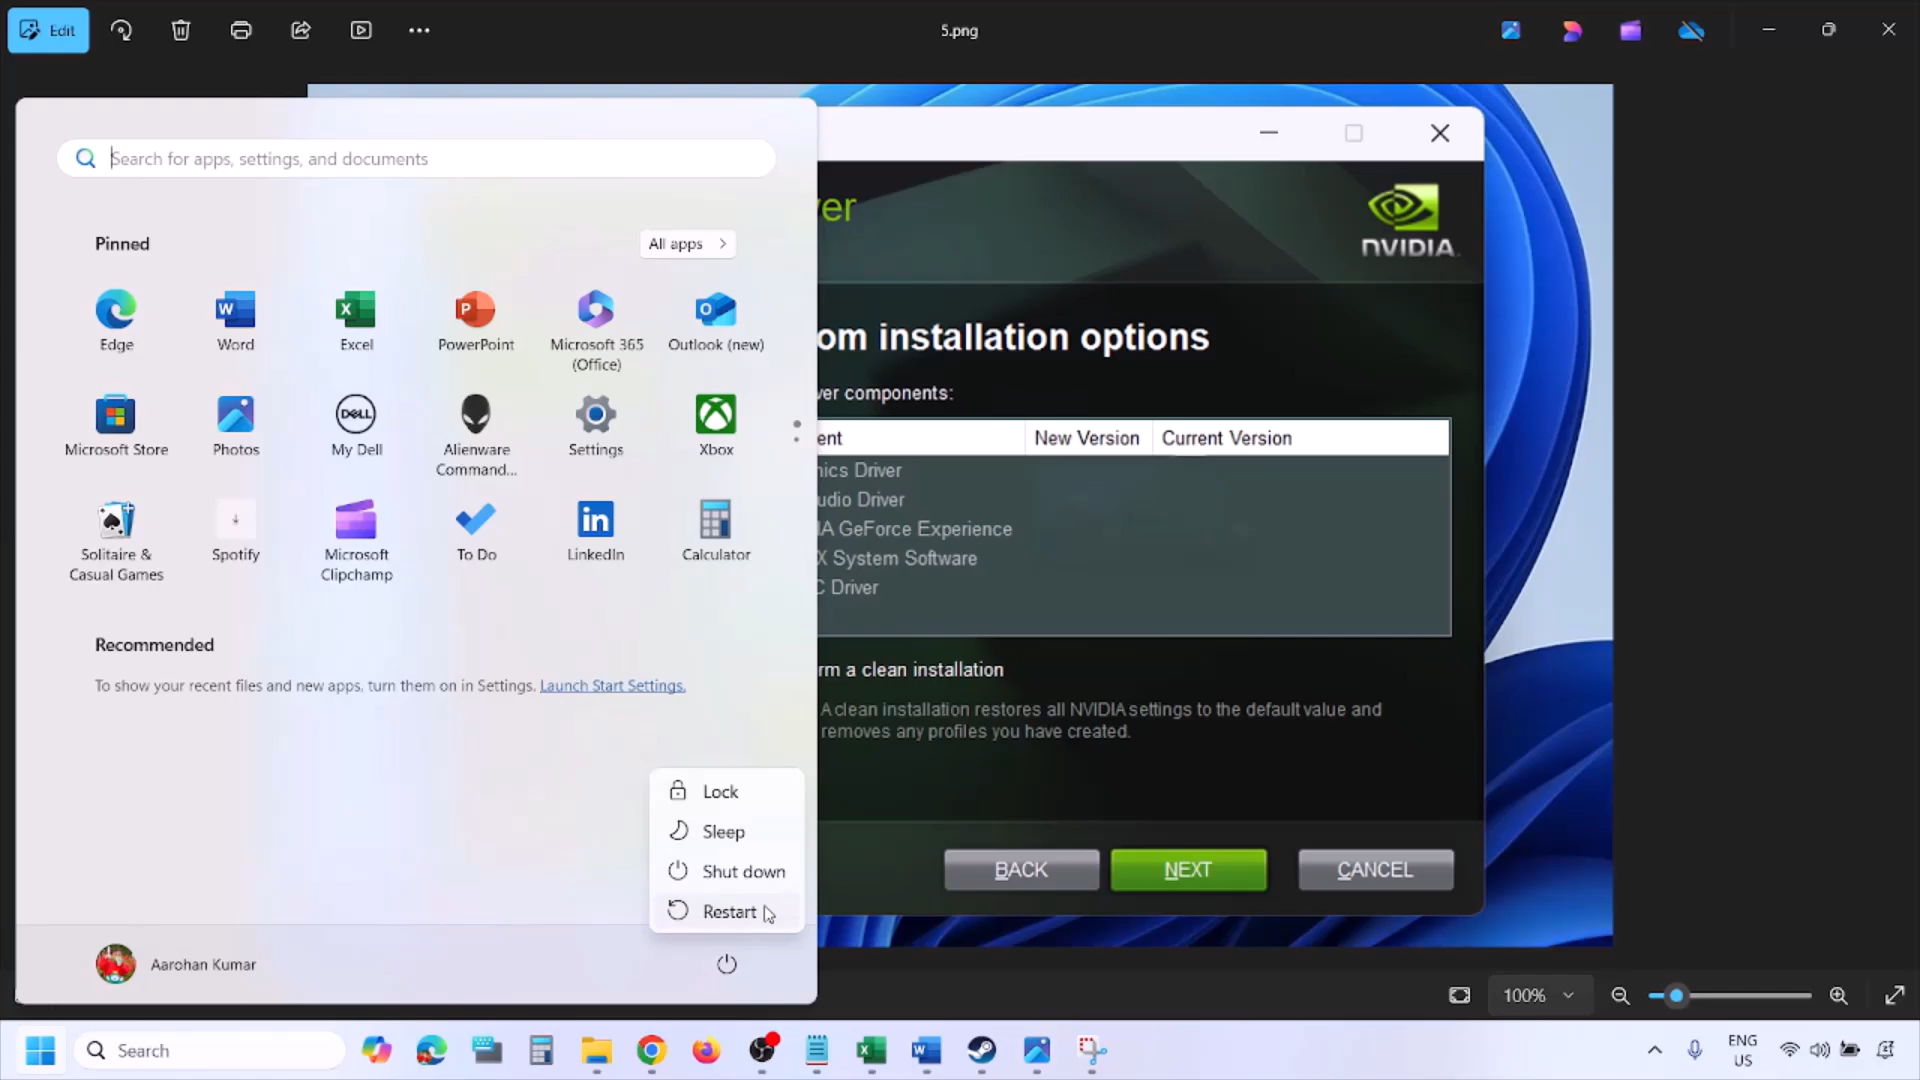 Edit
5.png
Search for apps, settings, and documents
Pinned
All apps
Edge
Word
Excel
PowerPoint
Microsoft 365
(Office)
Outlook (new)
Microsoft Store
Photos
My Dell
Alienware
Command...
Settings
Xbox
Solitaire &
Casual Games
Spotify
Microsoft
Clipchamp
To Do
LinkedIn
Calculator
Recommended
To show your recent files and new apps, turn them on in Settings. Launch Start Settings.
Lock
Sleep
Shut down
Restart
Aarohan Kumar
ver
NVIDIA.
om installation options
ver components:
ent New Version Current Version
nics Driver
udio Driver
IA GeForce Experience
X System Software
C Driver
rm a clean installation
A clean installation restores all NVIDIA settings to the default value and
removes any profiles you have created.
BACK
NEXT
CANCEL
100%
Search
ENG
US